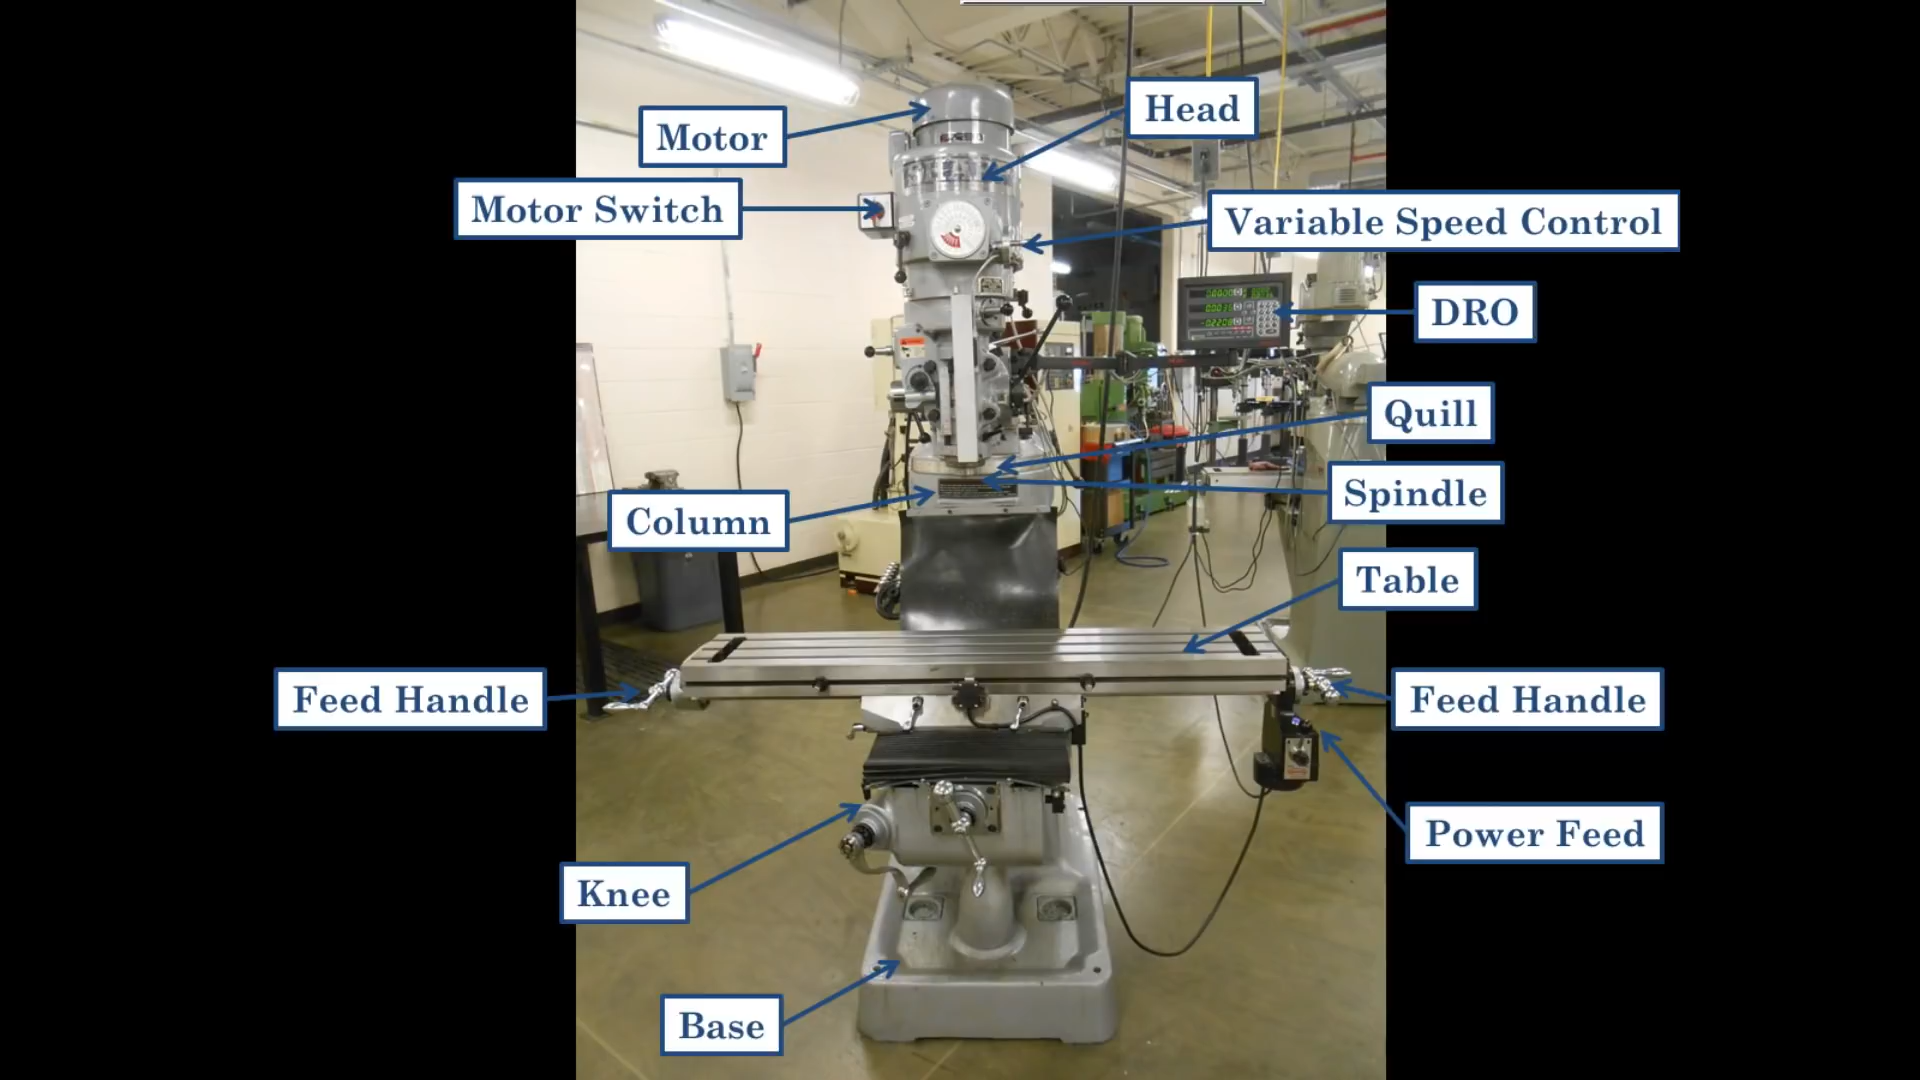 Motor
Head
Motor Switch
Variable Speed Control
DRO
Quill
Spindle
Column
Table
Feed Handle
Feed Handle
Power Feed
Knee
Base